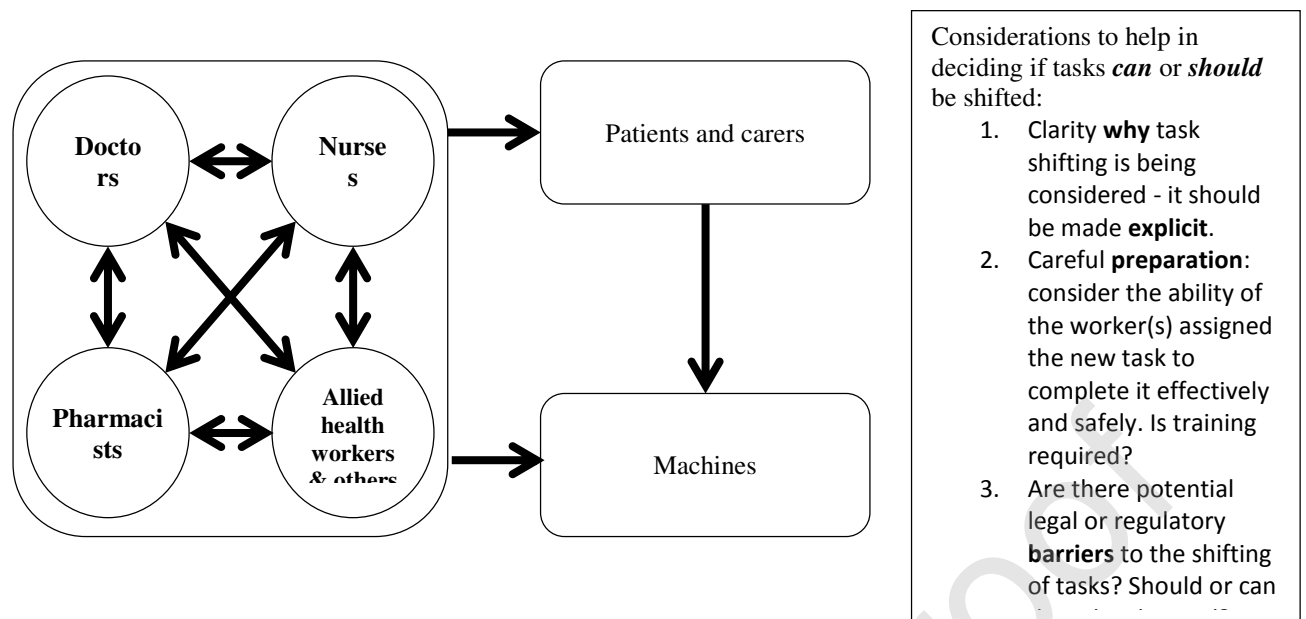 Docto
rs
Nurse
s
Pharmaci
sts
Allied
health
workers
& others
Patients and carers
Machines
Considerations to help in
deciding if tasks can or should
be shifted:
1. Clarity why task
shifting is being
considered - it should
be made explicit.
2. Careful preparation:
consider the ability of
the worker(s) assigned
the new task to
complete it effectively
and safely. Is training
required?
3. Are there potential
legal or regulatory
barriers to the shifting
of tasks? Should or can